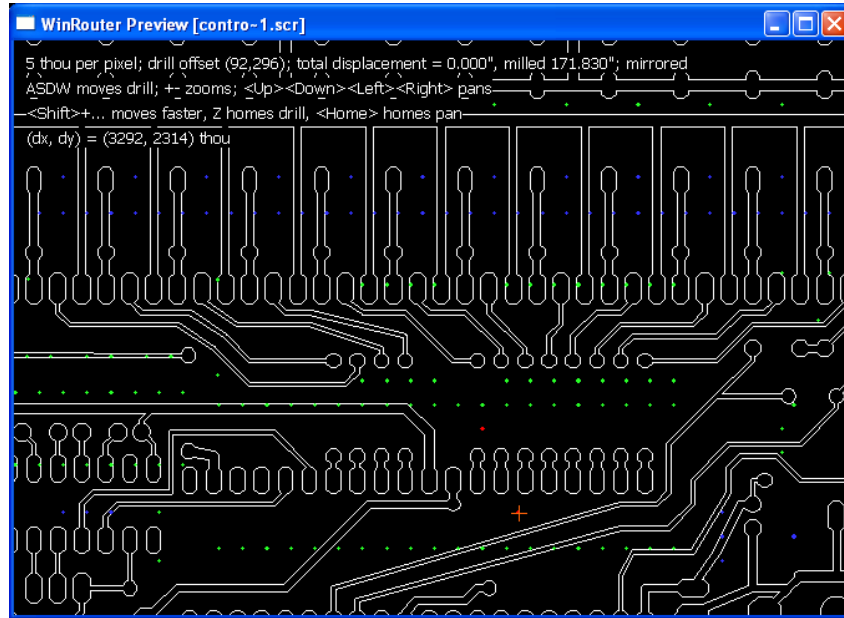 WinRouter Preview [contro~1.scr]
5 thou per pixel; drill offset (92,296); total displacement = 0.000", milled 171.830"; mirrored
ASDW moves drill; +- zooms; <Up><Down><Left><Right> pans
<Shift>+... moves faster, Z homes drill, <Home> homes pan
(dx, dy) = (3292, 2314) thou